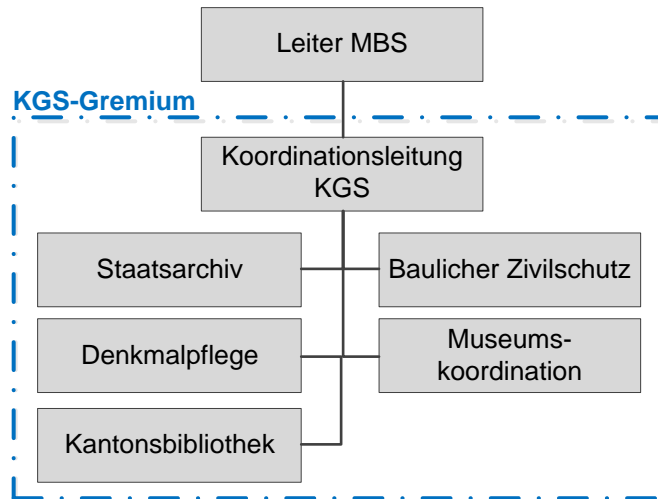 Leiter MBS
KGS-Gremium
Koordinationsleitung
KGS
Staatsarchiv
Baulicher Zivilschutz
Denkmalpflege
Museums-
koordination
Kantonsbibliothek